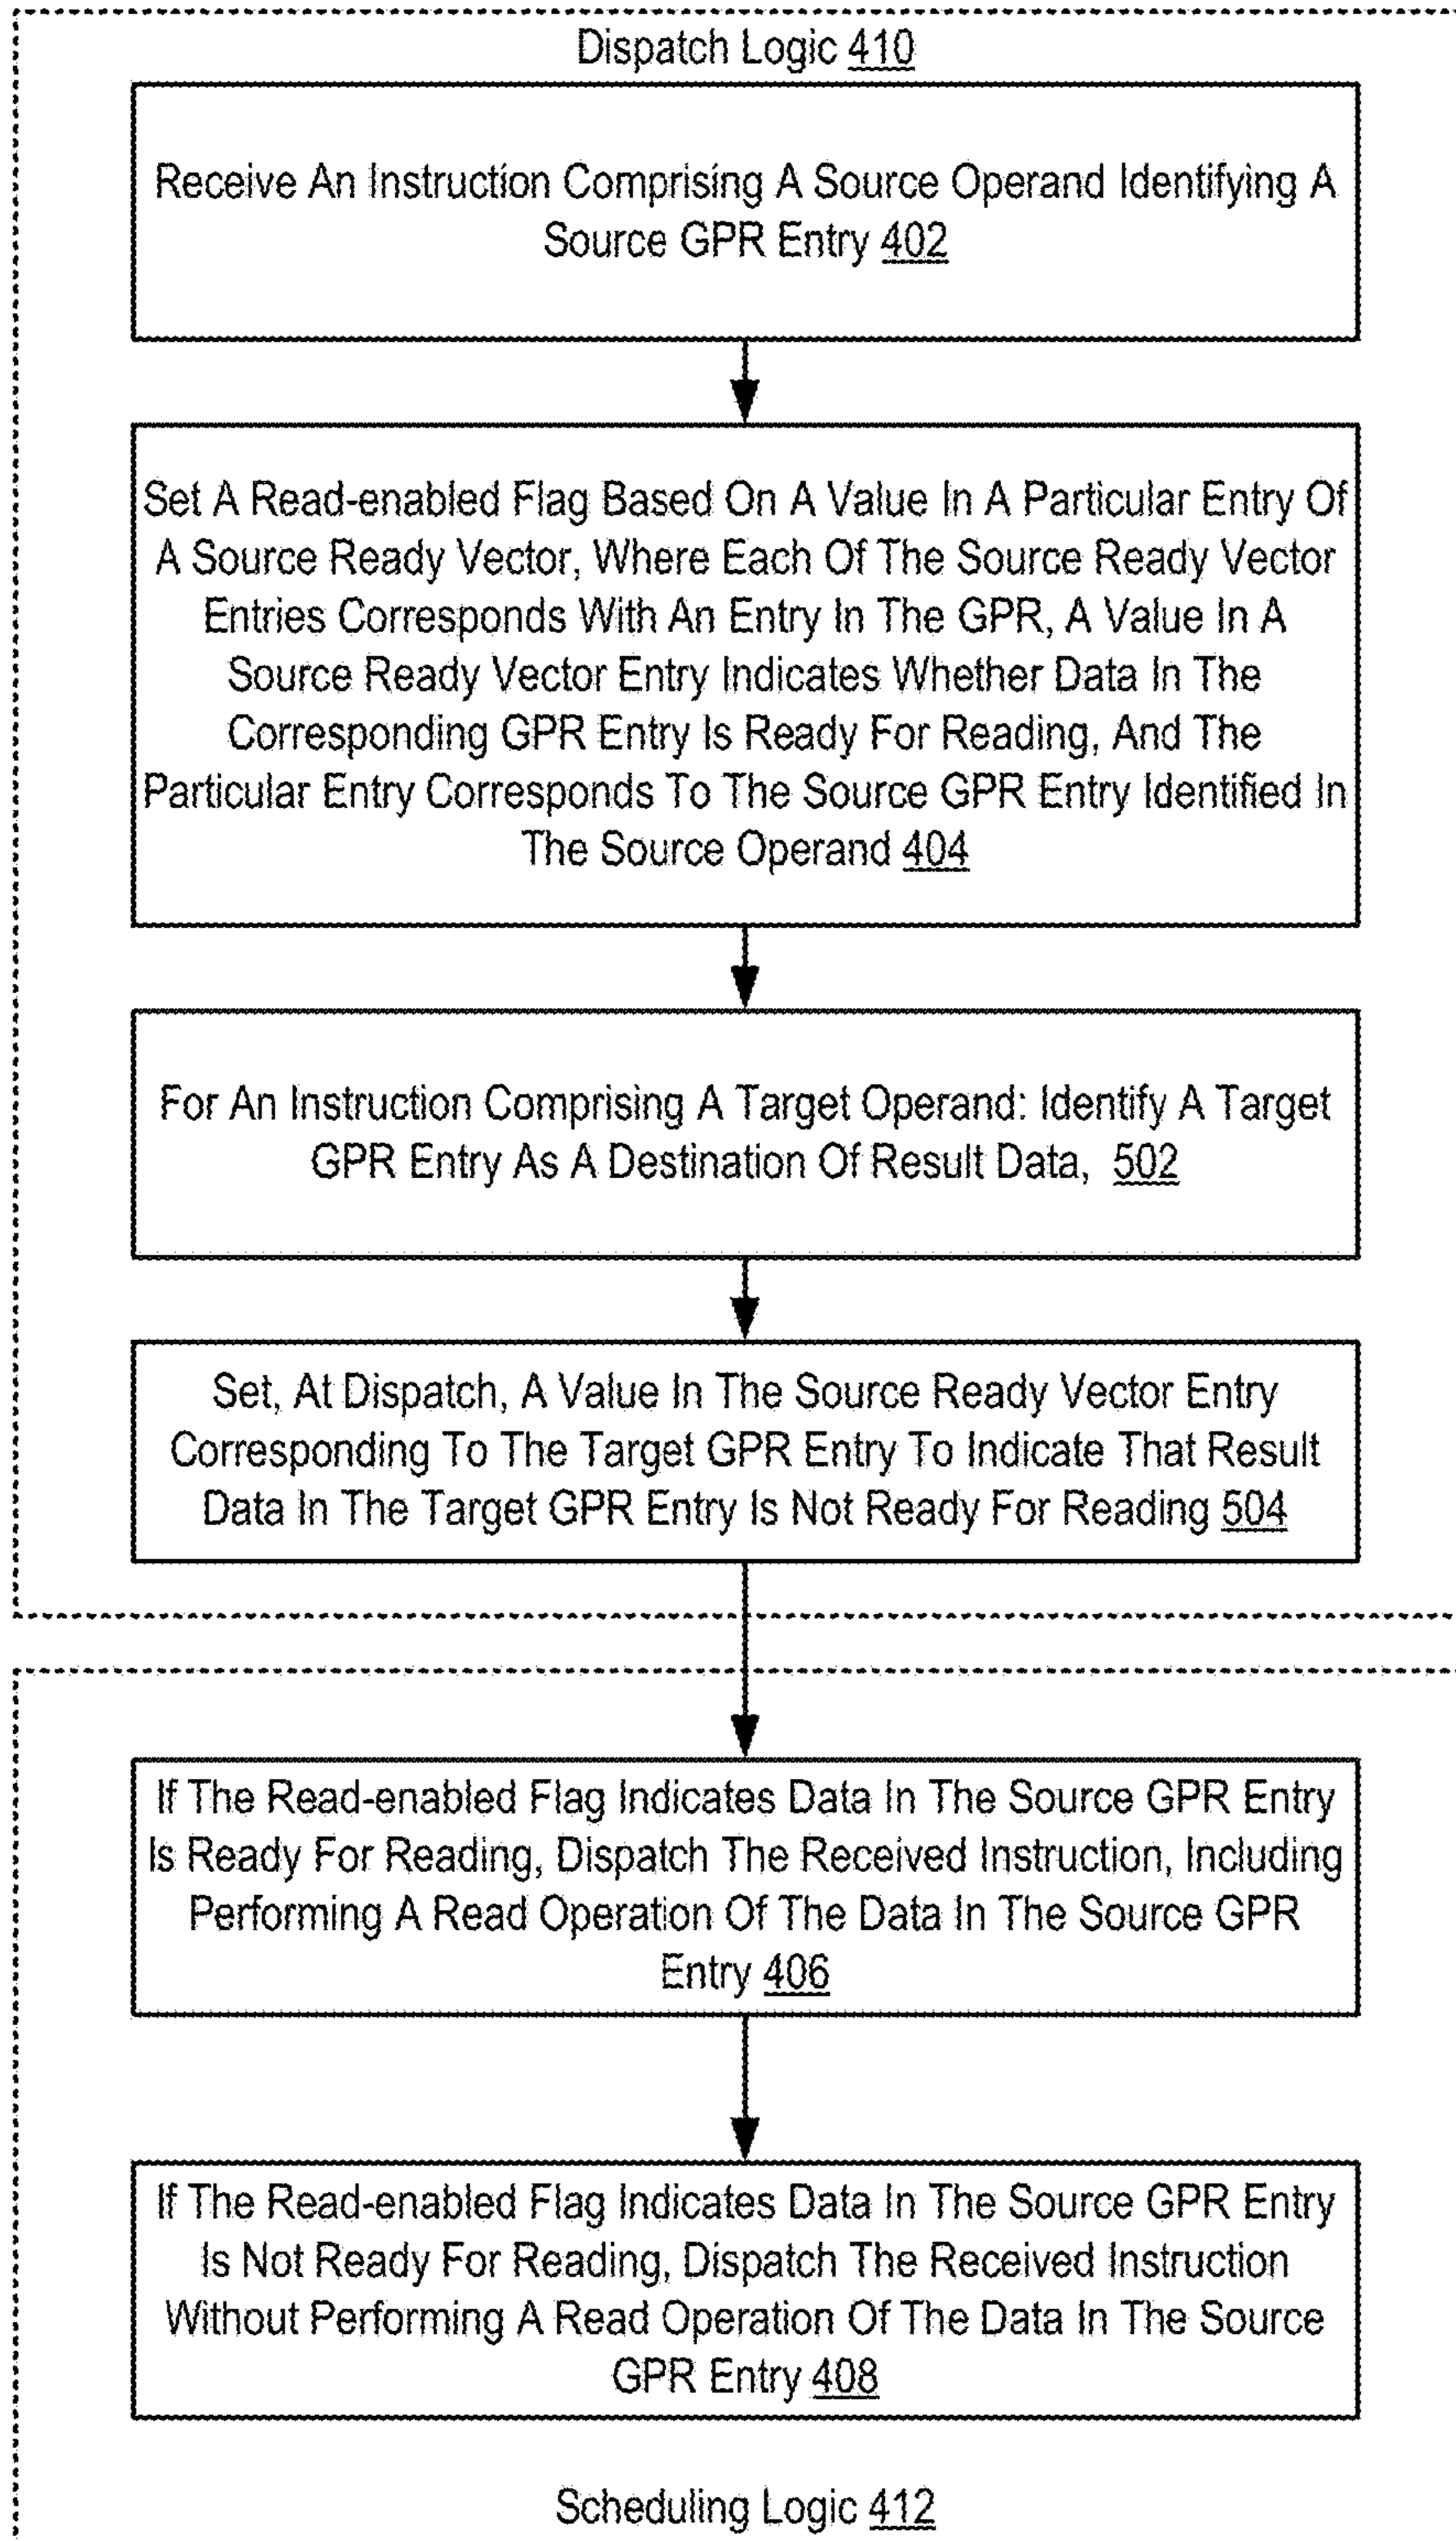 Dispatch Logic 410
Receive An Instruction Comprising A Source Operand Identifying A
Source GPR Entry 402
Set A Read-enabled Flag Based On A Value In A Particular Entry Of
A Source Ready Vector, Where Each Of The Source Ready Vector
Entries Corresponds With An Entry In The GPR, A Value In A
Source Ready Vector Entry Indicates Whether Data In The
Corresponding GPR Entry Is Ready For Reading, And The
Particular Entry Corresponds To The Source GPR Entry Identified In
The Source Operand 404
For An Instruction Comprising A Target Operand: Identify A Target
GPR Entry As A Destination Of Result Data, 502
Set, At Dispatch, A Value In The Source Ready Vector Entry
Corresponding To The Target GPR Entry To Indicate That Result
Data In The Target GPR Entry Is Not Ready For Reading 504
If The Read-enabled Flag Indicates Data In The Source GPR Entry
Is Ready For Reading, Dispatch The Received Instruction, Including
Performing A Read Operation Of The Data In The Source GPR
Entry 406
If The Read-enabled Flag Indicates Data In The Source GPR Entry
Is Not Ready For Reading, Dispatch The Received Instruction
Without Performing A Read Operation Of The Data In The Source
GPR Entry 408
Scheduling Logic 412